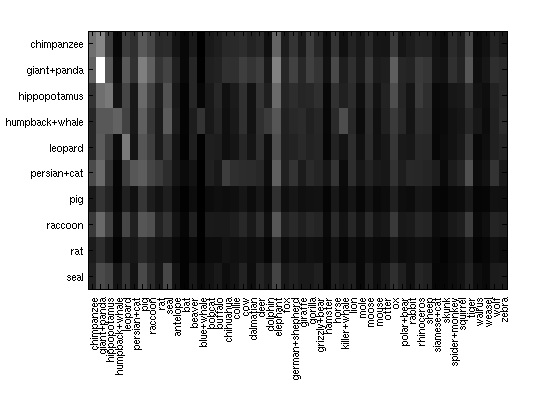 chimpanzee
giant+panda
hippopotamus
humpback+whale
leopard
persian+cat
pig
raccoon
rat
seal
chimpanzee
giant+panda
hippopotamus
humpback+whale
leopard
persian+cat
pig
raccoon
rat
seal
antelope
bat
beaver
blue+whale
bobcat
buffalo
chihuahua
collie
cow
dalmatian
deer
dolphin
elephant
fox
german+shepherd
giraffe
gorilla
grizzly+bear
hamster
horse
killer+whale
lion
mole
moose
mouse
otter
ox
polar+bear
rabbit
rhinoceros
sheep
siamese+cat
skunk
spider+monkey
squirrel
tiger
walrus
weasel
wolf
zebra